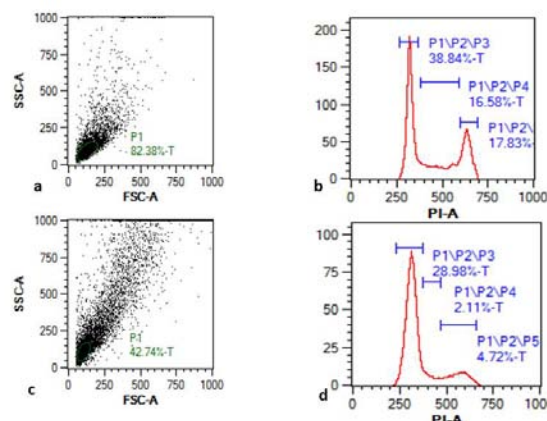 1000
750
500
250
0
SSC-A
P1
82.38%-T
0 250 500 750 1000
FSC-A
a
200
150
100
50
0
P1\P2\P3
38.84%-T
P1\P2\P4
16.58%-T
P1\P2\
17.83%-
0 250 500 750 1000
PI-A
b
1000
750
500
250
0
SSC-A
P1
42.74%-T
0 250 500 750 1000
FSC-A
c
75
50
25
0
P1\P2\P3
28.98%-T
P1\P2\P4
2.11%-T
P1\P2\P5
4.72%-T
0 250 500 750 1000
PI-A
d